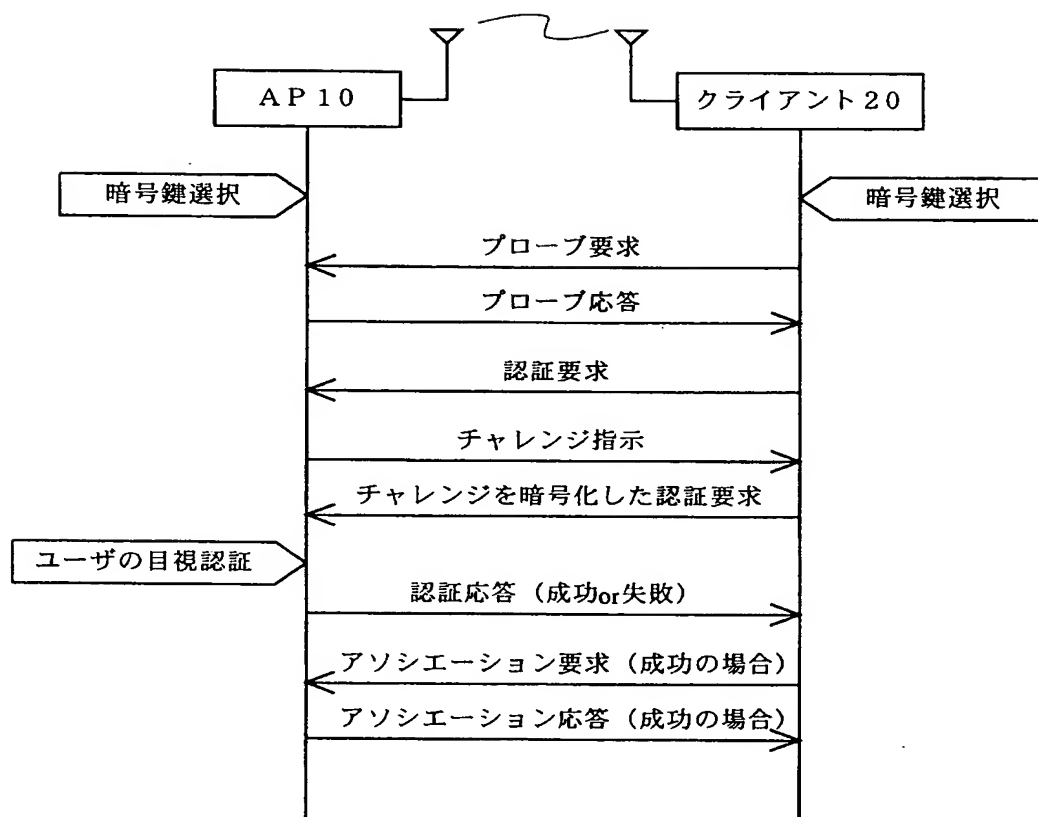 AP10
クライアント20
暗号鍵選択
暗号鍵選択
プローブ要求
プローブ応答
認証要求
チャレンジ指示
チャレンジを暗号化した認証要求
ユーザの目視認証
認証応答（成功or失敗）
アソシエーション要求（成功の場合）
アソシエーション応答（成功の場合）